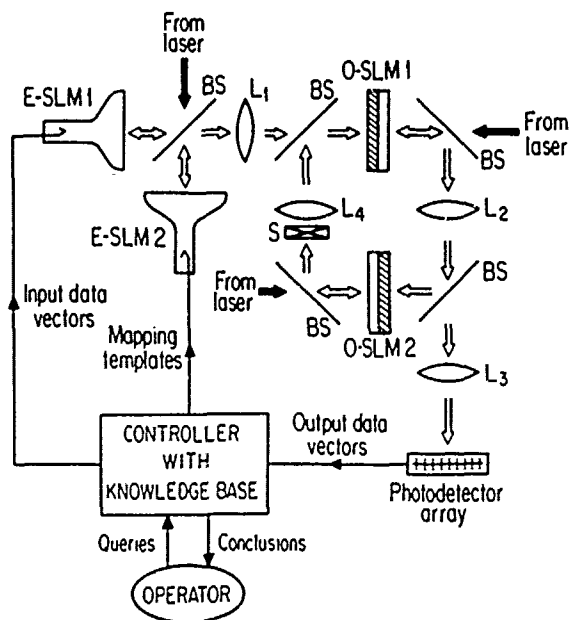 From
laser
E-SLM1
BS
L1
BS
O-SLM1
From
laser
BS
E-SLM2
L4
S
L2
From
laser
BS
O-SLM2
BS
Input data
vectors
Mapping
templates
L3
CONTROLLER
WITH
KNOWLEDGE BASE
Output data
vectors
Photodetector
array
Queries
Conclusions
OPERATOR